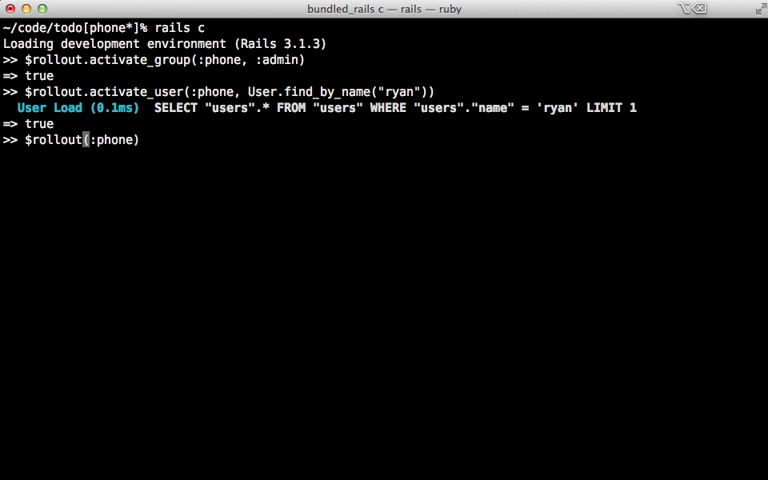 bundled_rails c — rails — ruby
⌥⌫
~/code/todo[phone*]% rails c
Loading development environment (Rails 3.1.3)
>> $rollout.activate_group(:phone, :admin)
=> true
>> $rollout.activate_user(:phone, User.find_by_name("ryan"))
  User Load (0.1ms)  SELECT "users".* FROM "users" WHERE "users"."name" = 'ryan' LIMIT 1
=> true
>> $rollout(:phone)